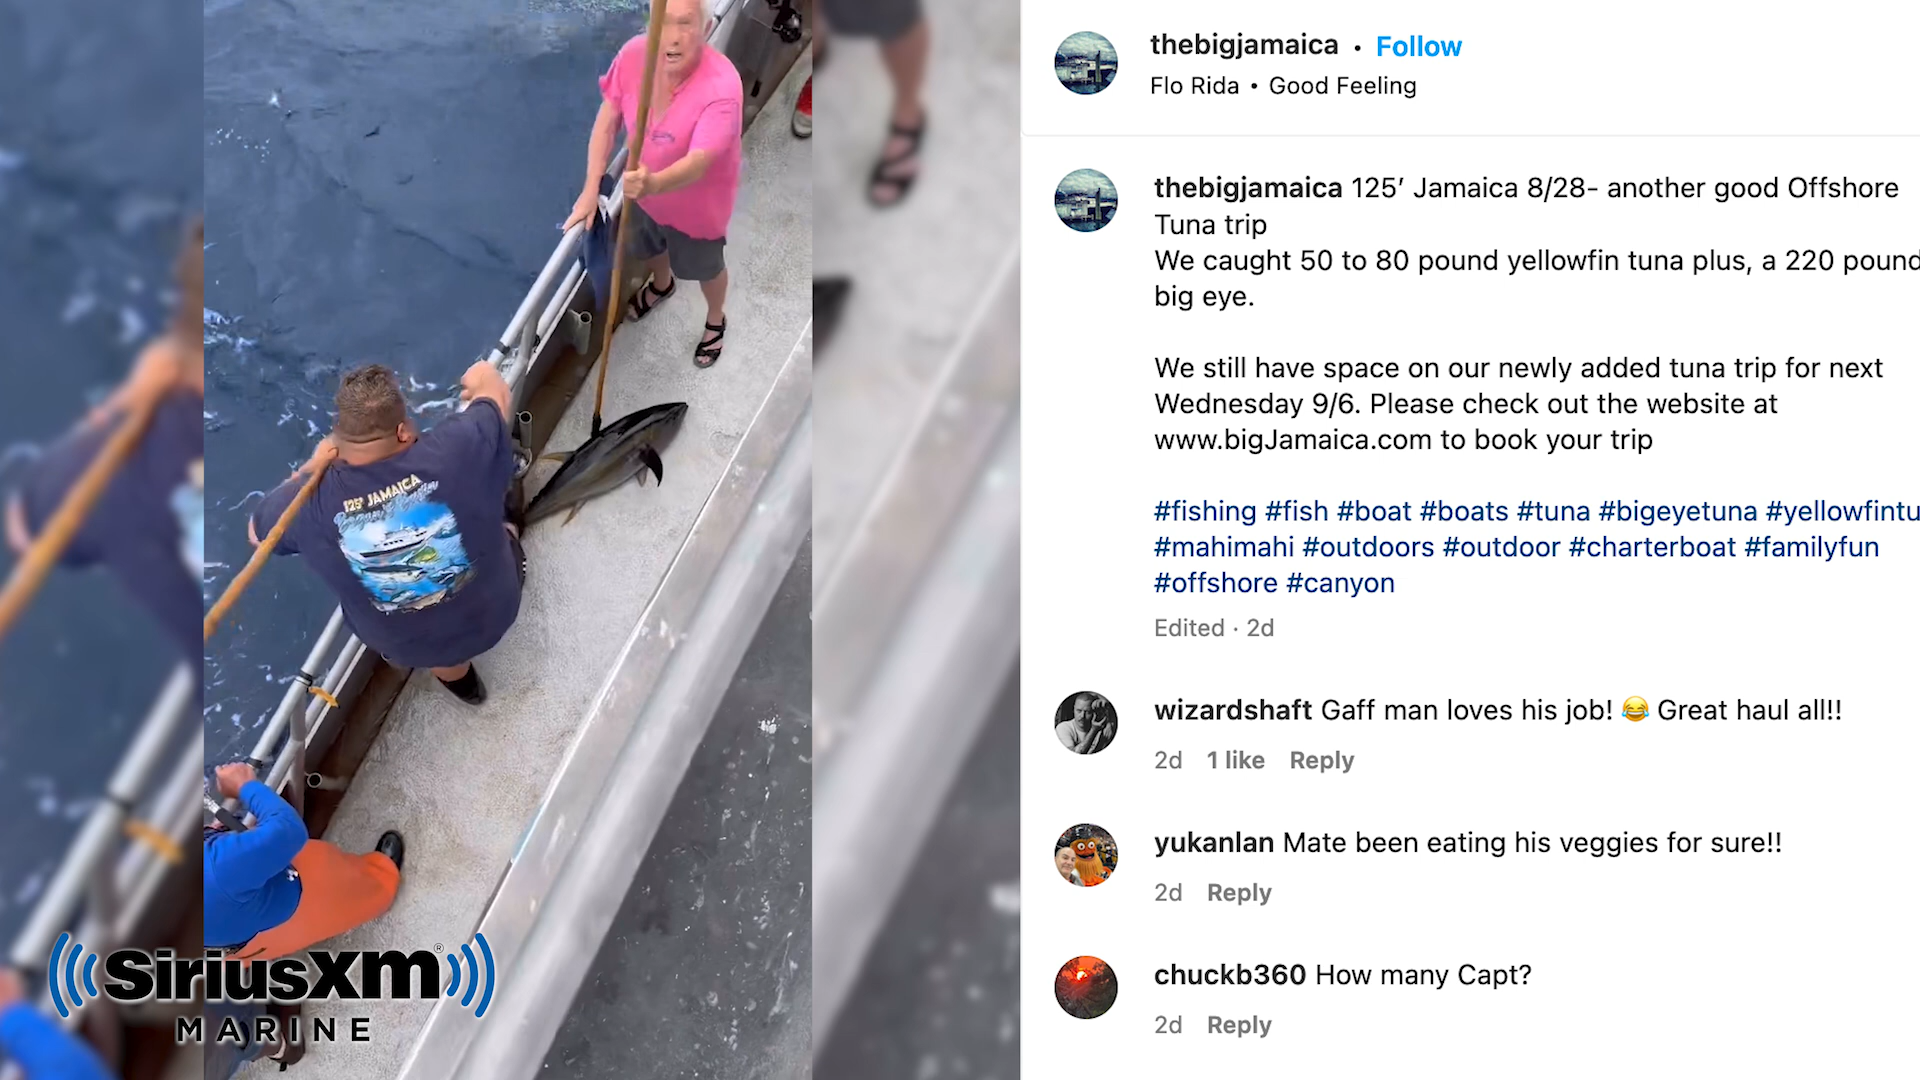 thebigjamaica • Follow
Flo Rida • Good Feeling
thebigjamaica 125’ Jamaica 8/28- another good Offshore
Tuna trip
We caught 50 to 80 pound yellowfin tuna plus, a 220 pound
big eye.
We still have space on our newly added tuna trip for next
Wednesday 9/6. Please check out the website at
www.bigJamaica.com to book your trip
#fishing #fish #boat #boats #tuna #bigeyetuna #yellowfintu
#mahimahi #outdoors #outdoor #charterboat #familyfun
#offshore #canyon
Edited · 2d
wizardshaft Gaff man loves his job! 😂 Great haul all!!
2d 1 like Reply
yukanlan Mate been eating his veggies for sure!!
2d Reply
chuckb360 How many Capt?
2d Reply
125' JAMAICA
SiriusXM®
MARINE